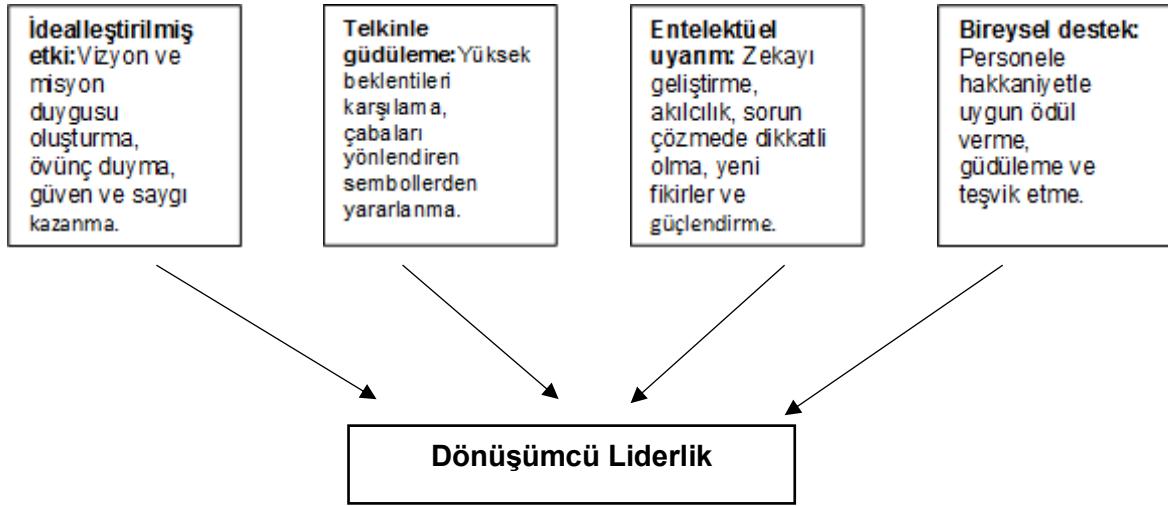 İdealleştirilmiş
etki:Vizyon ve
misyon
duygusu
oluşturma,
övünç duyma,
güven ve saygı
kazanma.
Telkinle
güdüleme:Yüksek
beklentileri
karşılama,
çabaları
yönlendiren
sembollerden
yararlanma.
Entelektüel
uyarım: Zekayı
geliştirme,
akılcılık, sorun
çözmede dikkatli
olma, yeni
fikirler ve
güçlendirme.
Bireysel destek:
Personele
hakkaniyetle
uygun ödül
verme,
güdüleme ve
teşvik etme.
Dönüşümcü Liderlik